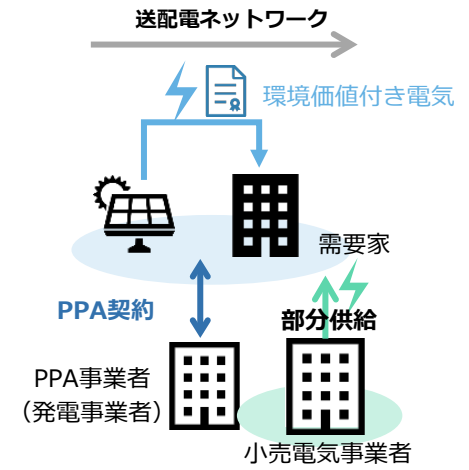 送配電ネットワーク
環境価値付き電気
需要家
PPA契約
部分供給
PPA事業者
（発電事業者）
小売電気事業者